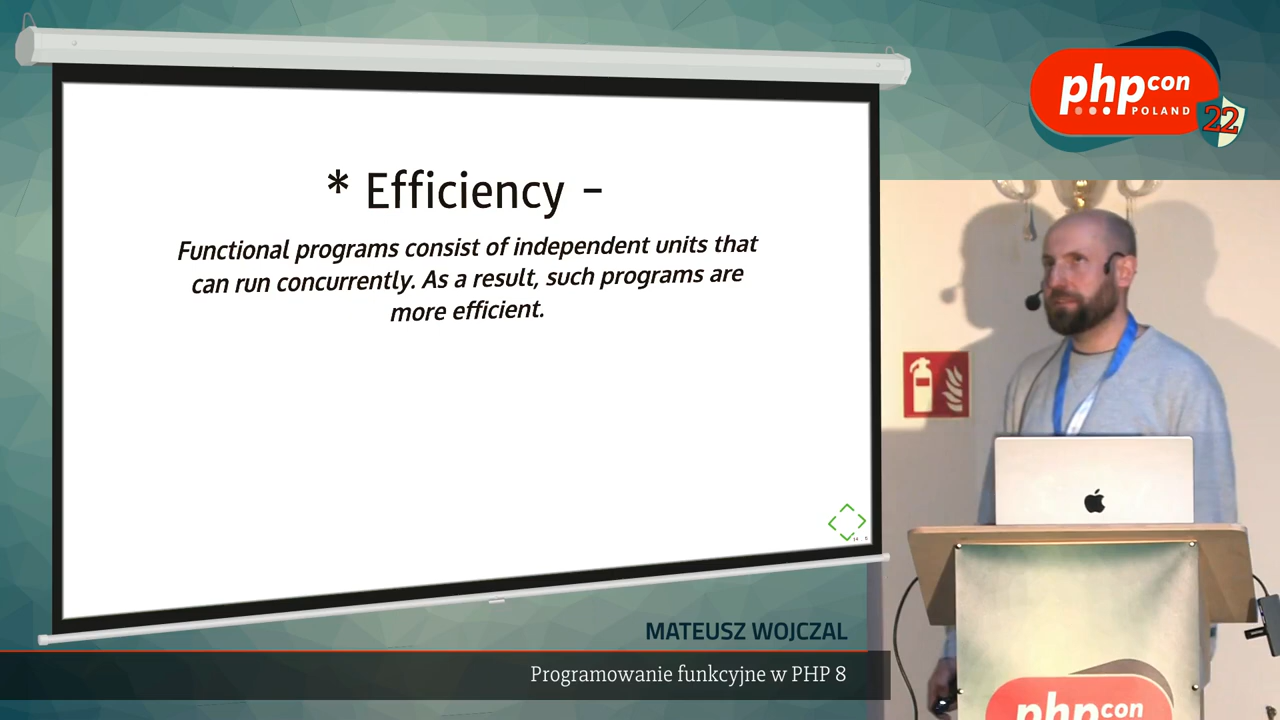 * Efficiency -
Functional programs consist of independent units that
can run concurrently. As a result, such programs are
more efficient.
phpcon
POLAND
22
MATEUSZ WOJCZAL
Programowanie funkcyjne w PHP 8
phpcon